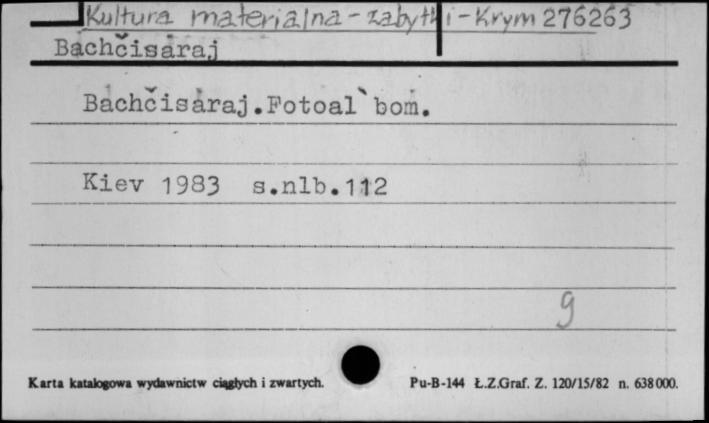 Kultura materialna - zabytki - Krym 276263
Bachčisaraj
Bachčisaraj.Fotoal`bom.
Kiev 1983 s.nlb.112
g
Karta katalogowa wydawnictw ciągłych i zwartych. Pu-B-144 Ł.Z.Graf. Z. 120/15/82 n. 638 000.